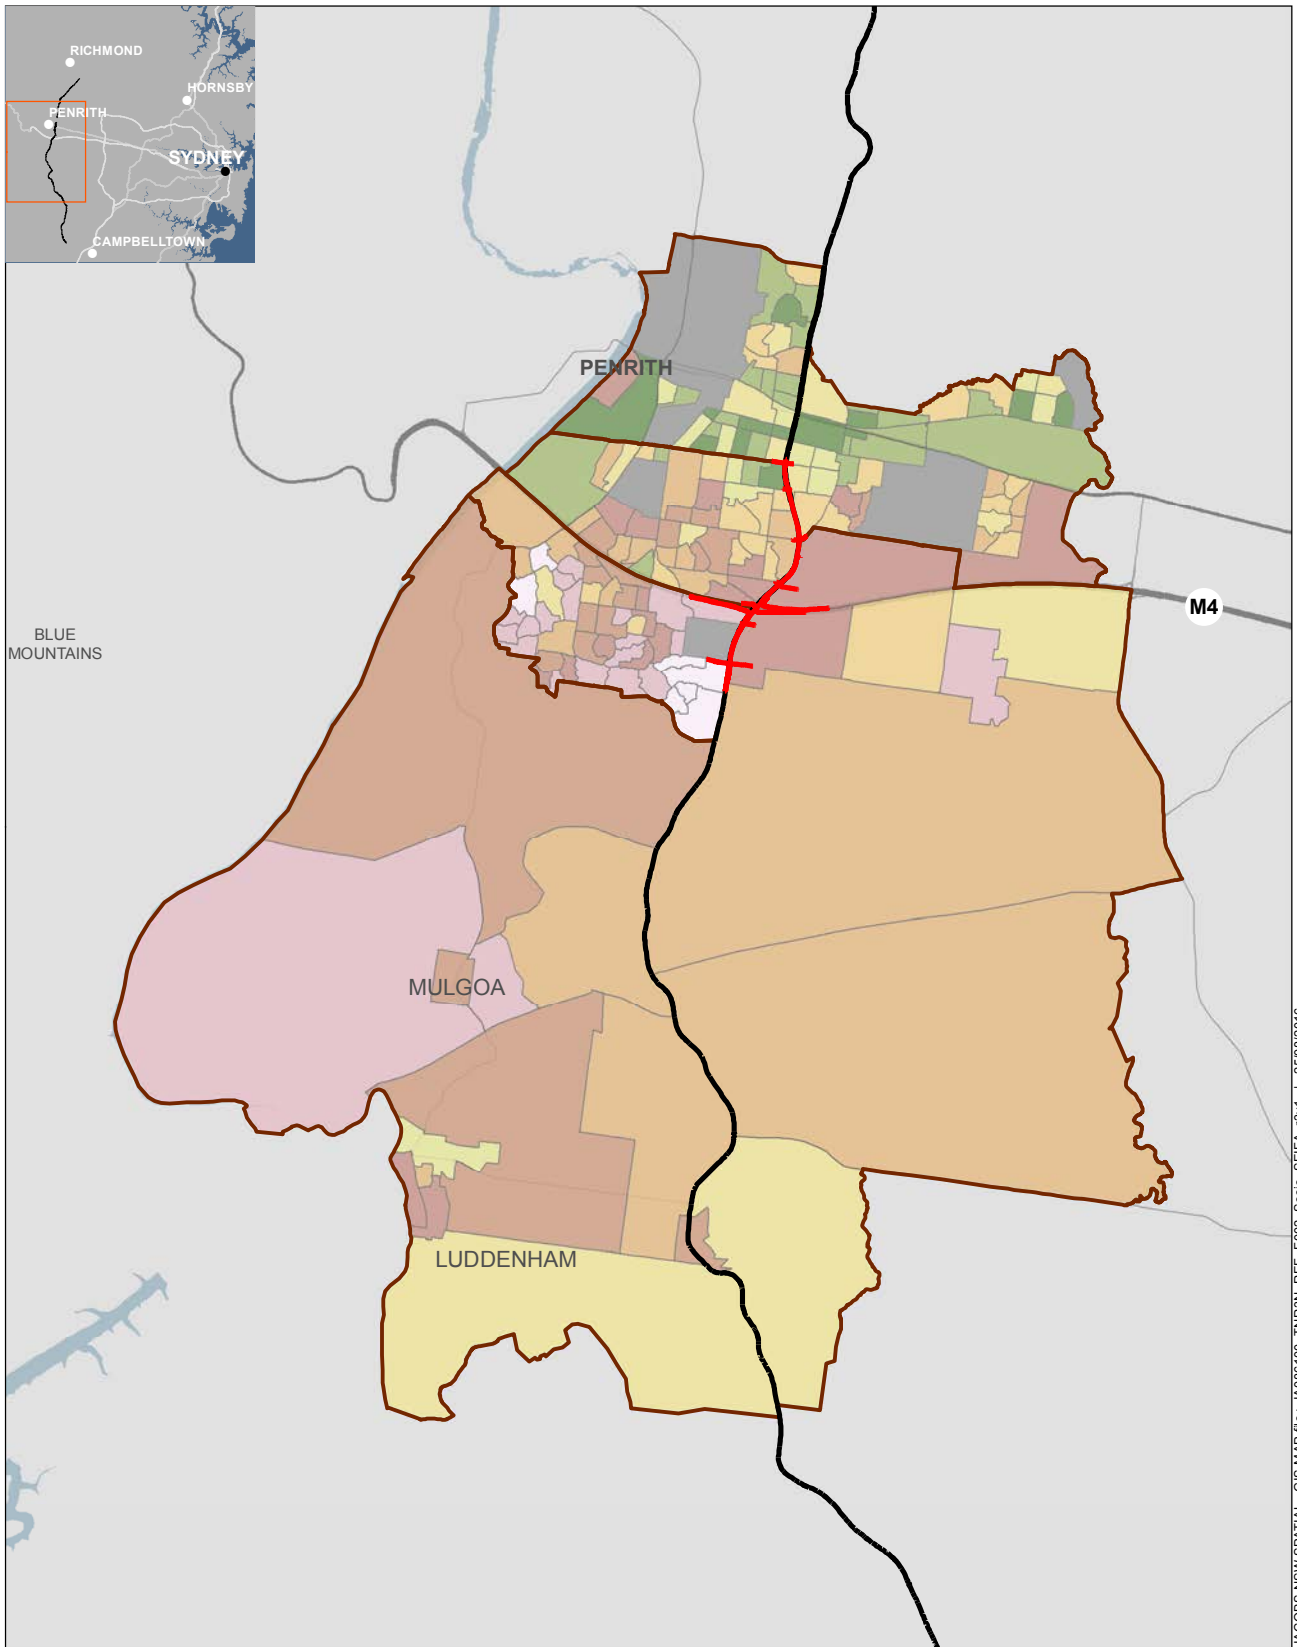 RICHMOND
HORNSBY
PENRITH
SYDNEY
CAMPBELLTOWN
PENRITH
M4
BLUE
MOUNTAINS
MULGOA
LUDDENHAM